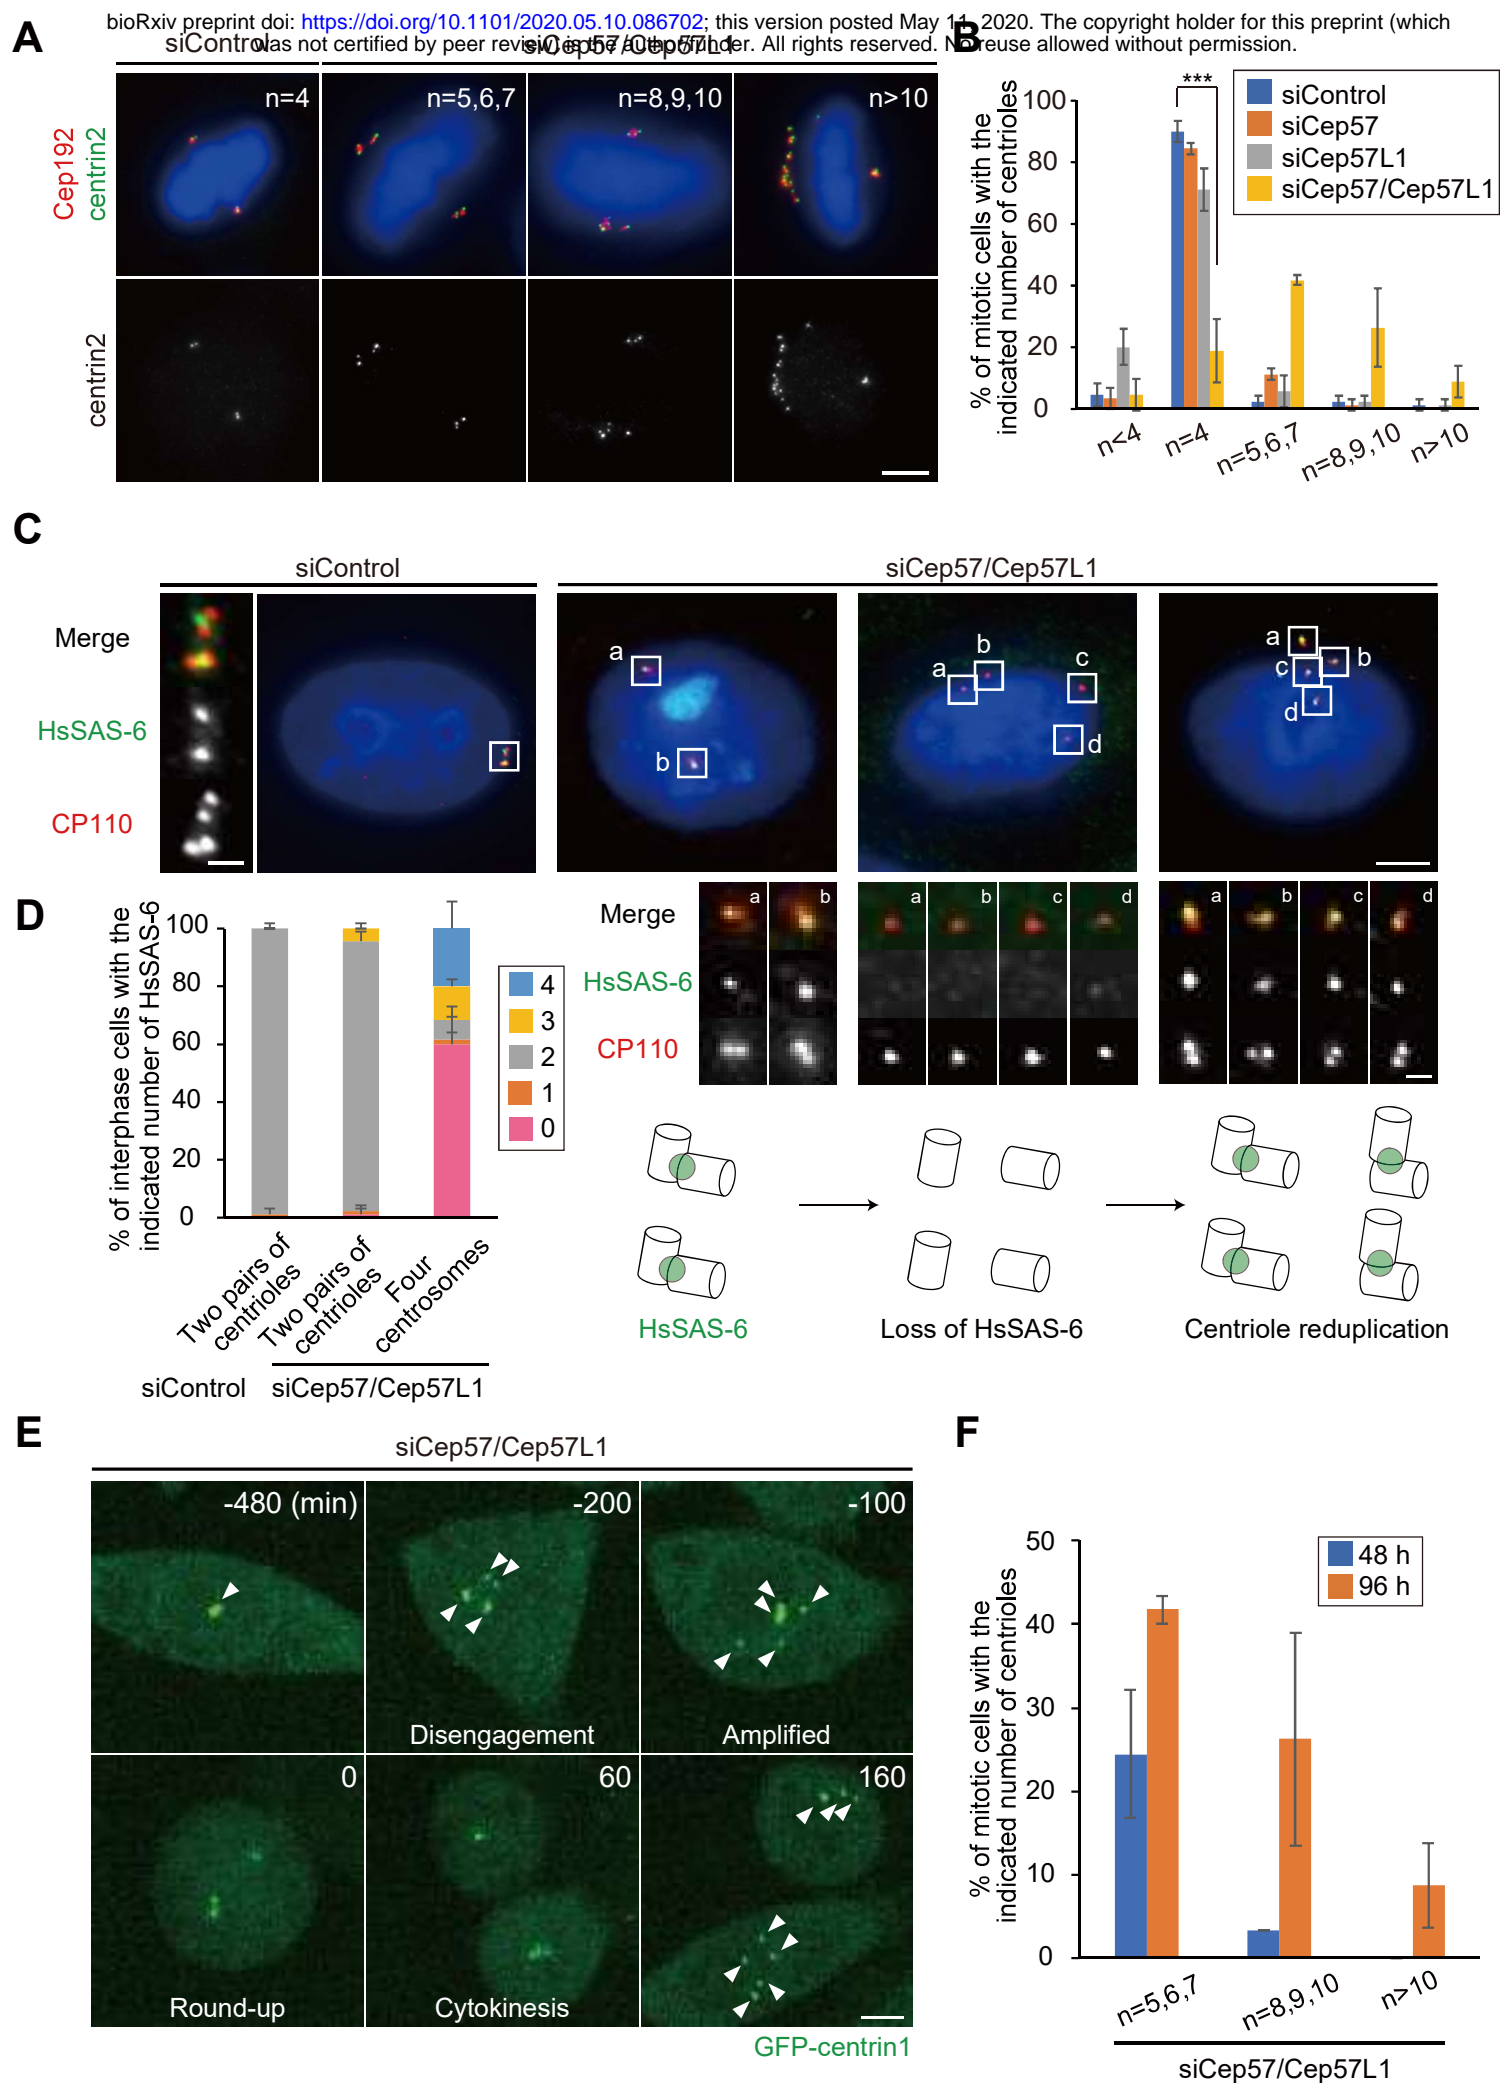 bioRxiv preprint doi: https://doi.org/10.1101/2020.05.10.086702; this version posted May 11, 2020. The copyright holder for this preprint (which
was not certified by peer review) is the author/funder. All rights reserved. No reuse allowed without permission.
A
siControl
siCep57/Cep57L1
Cep192
centrin2
n=4
n=5,6,7
n=8,9,10
n>10
centrin2
B
% of mitotic cells with the
indicated number of centrioles
100
80
60
40
20
0
***
siControl
siCep57
siCep57L1
siCep57/Cep57L1
n<4
n=4
n=5,6,7
n=8,9,10
n>10
C
siControl
siCep57/Cep57L1
Merge
HsSAS-6
CP110
a
b
a
b
c
d
a
b
c
d
Merge
HsSAS-6
CP110
a
b
a
b
c
d
a
b
c
d
HsSAS-6
Loss of HsSAS-6
Centriole reduplication
D
% of interphase cells with the
indicated number of HsSAS-6
100
80
60
40
20
0
4
3
2
1
0
Two pairs of
centrioles
Two pairs of
centrioles
Four
centrosomes
siControl
siCep57/Cep57L1
E
siCep57/Cep57L1
-480 (min)
-200
Disengagement
-100
Amplified
0
Round-up
60
Cytokinesis
160
GFP-centrin1
F
% of mitotic cells with the
indicated number of centrioles
50
40
30
20
10
0
48 h
96 h
n=5,6,7
n=8,9,10
n>10
siCep57/Cep57L1